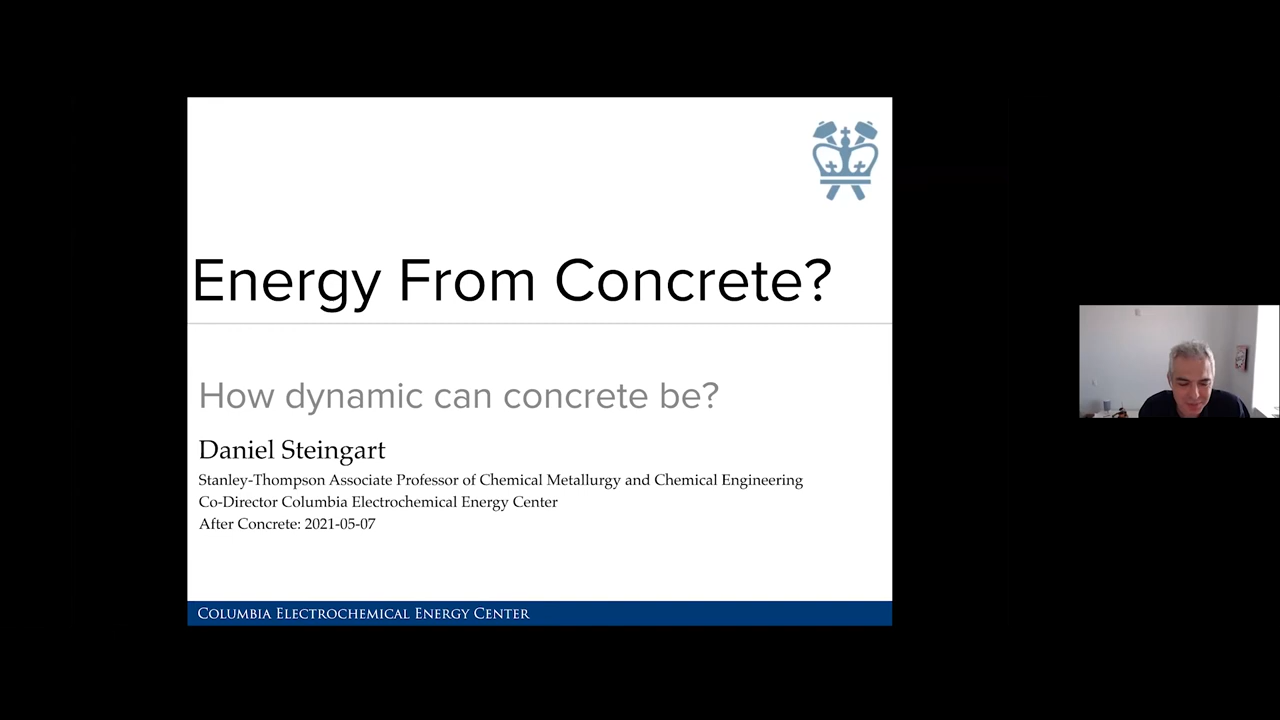 Energy From Concrete?
How dynamic can concrete be?
Daniel Steingart
Stanley-Thompson Associate Professor of Chemical Metallurgy and Chemical Engineering
Co-Director Columbia Electrochemical Energy Center
After Concrete: 2021-05-07
Columbia Electrochemical Energy Center